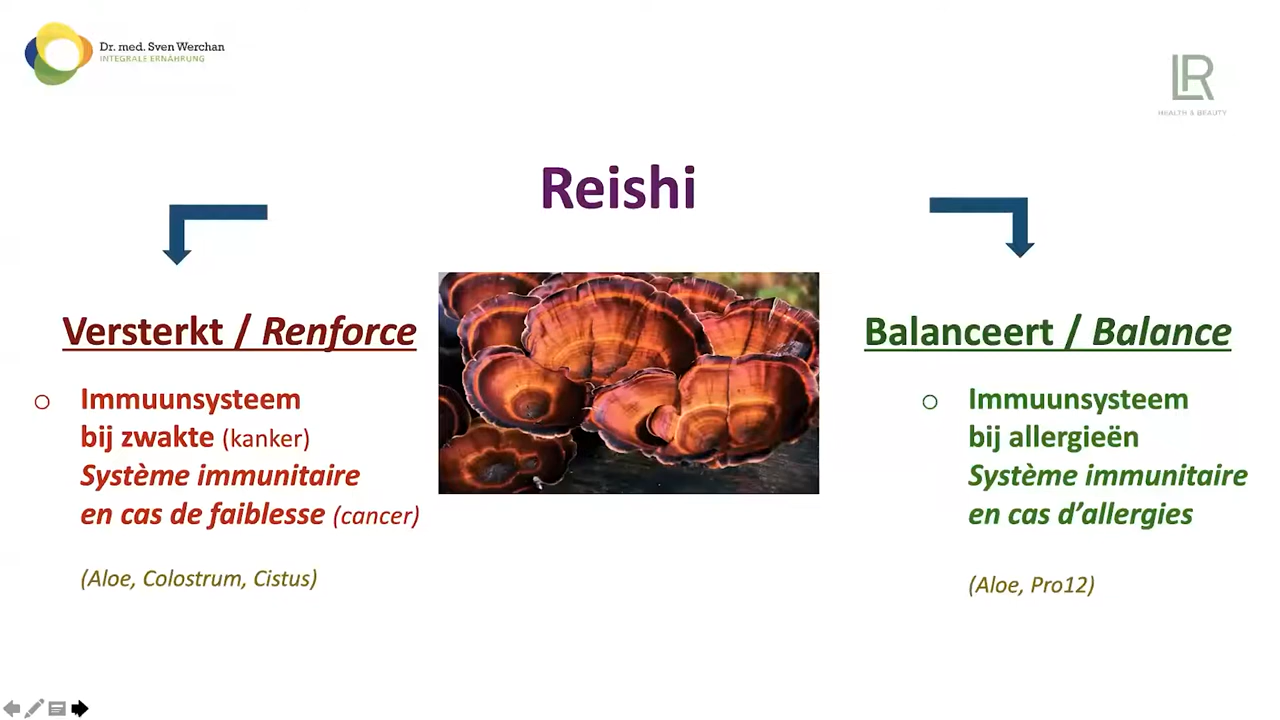 Dr. med. Sven Werchan
INTEGRALE ERNÄHRUNG
LR
HEALTH & BEAUTY
Reishi
Versterkt / Renforce
Immuunsysteem
bij zwakte (kanker)
Système immunitaire
en cas de faiblesse (cancer)
(Aloe, Colostrum, Cistus)
Balanceert / Balance
Immuunsysteem
bij allergieën
Système immunitaire
en cas d’allergies
(Aloe, Pro12)